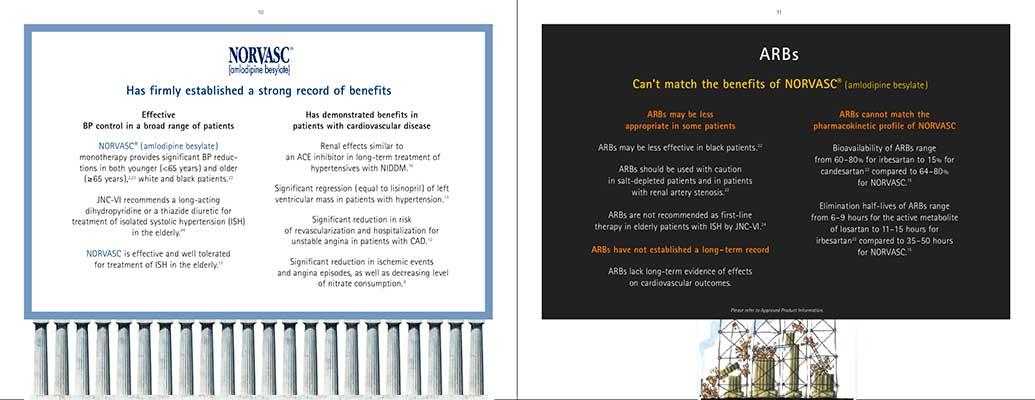 10
NORVASC®
[amlodipine besylate]
Has firmly established a strong record of benefits
Effective
BP control in a broad range of patients
NORVASC® (amlodipine besylate)
monotherapy provides significant BP reduc-
tions in both younger (<65 years) and older
(≥65 years),²,²¹ white and black patients.²³
JNC-VI recommends a long-acting
dihydropyridine or a thiazide diuretic for
treatment of isolated systolic hypertension (ISH)
in the elderly.²⁴
NORVASC is effective and well tolerated
for treatment of ISH in the elderly.¹⁷
Has demonstrated benefits in
patients with cardiovascular disease
Renal effects similar to
an ACE inhibitor in long-term treatment of
hypertensives with NIDDM.¹⁰
Significant regression (equal to lisinopril) of left
ventricular mass in patients with hypertension.¹³
Significant reduction in risk
of revascularization and hospitalization for
unstable angina in patients with CAD.¹²
Significant reduction in ischemic events
and angina episodes, as well as decreasing level
of nitrate consumption.⁹
11
ARBs
Can't match the benefits of NORVASC® (amlodipine besylate)
ARBs may be less
appropriate in some patients
ARBs may be less effective in black patients.²²
ARBs should be used with caution
in salt-depleted patients and in patients
with renal artery stenosis.²²
ARBs are not recommended as first-line
therapy in elderly patients with ISH by JNC-VI.²⁴
ARBs have not established a long-term record
ARBs lack long-term evidence of effects
on cardiovascular outcomes.
ARBs cannot match the
pharmacokinetic profile of NORVASC
Bioavailability of ARBs range
from 60-80% for irbesartan to 15% for
candesartan²² compared to 64-80%
for NORVASC.¹⁵
Elimination half-lives of ARBs range
from 6-9 hours for the active metabolite
of losartan to 11-15 hours for
irbesartan²² compared to 35-50 hours
for NORVASC.¹⁵
Please refer to Approved Product Information.